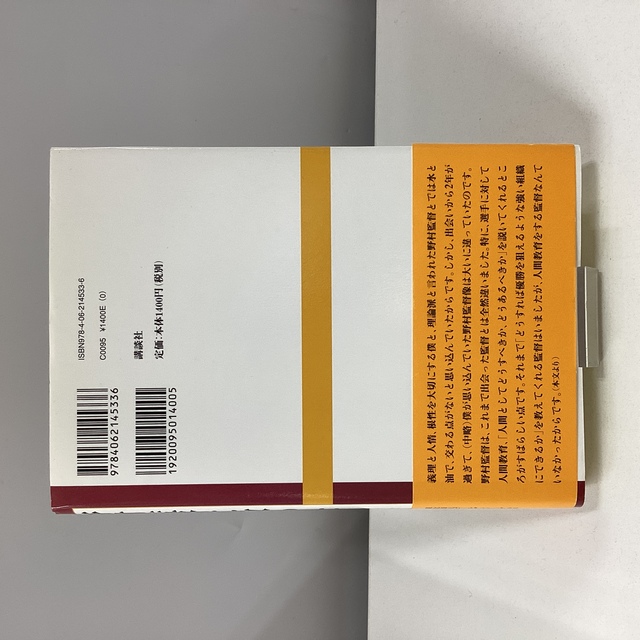 ISBN978-4-06-214533-6
C0095 ¥1400E (0)
講談社
定価:本体1400円(税別)
9784062145336
1920095014005
義理と人情、根性を大切にする僕と、理論派と言われた野村監督とでは水と
油で、交わる点がないと思い込んでいたからです。しかし、出会いから2年が
過ぎて、(中略)僕が思い込んでいた野村監督像は大いに違っていたのです。
野村監督は、これまで出会った監督とは全然違いました。特に、選手に対して
人間教育、「人間としてどうすべきか、どうあるべきか」を説いてくれるとこ
ろがすばらしい点です。それまで「どうすれば優勝を狙えるような強い組織
にできるか」を教えてくれる監督はいましたが、人間教育をする監督なんて
いなかったからです。(本文より)